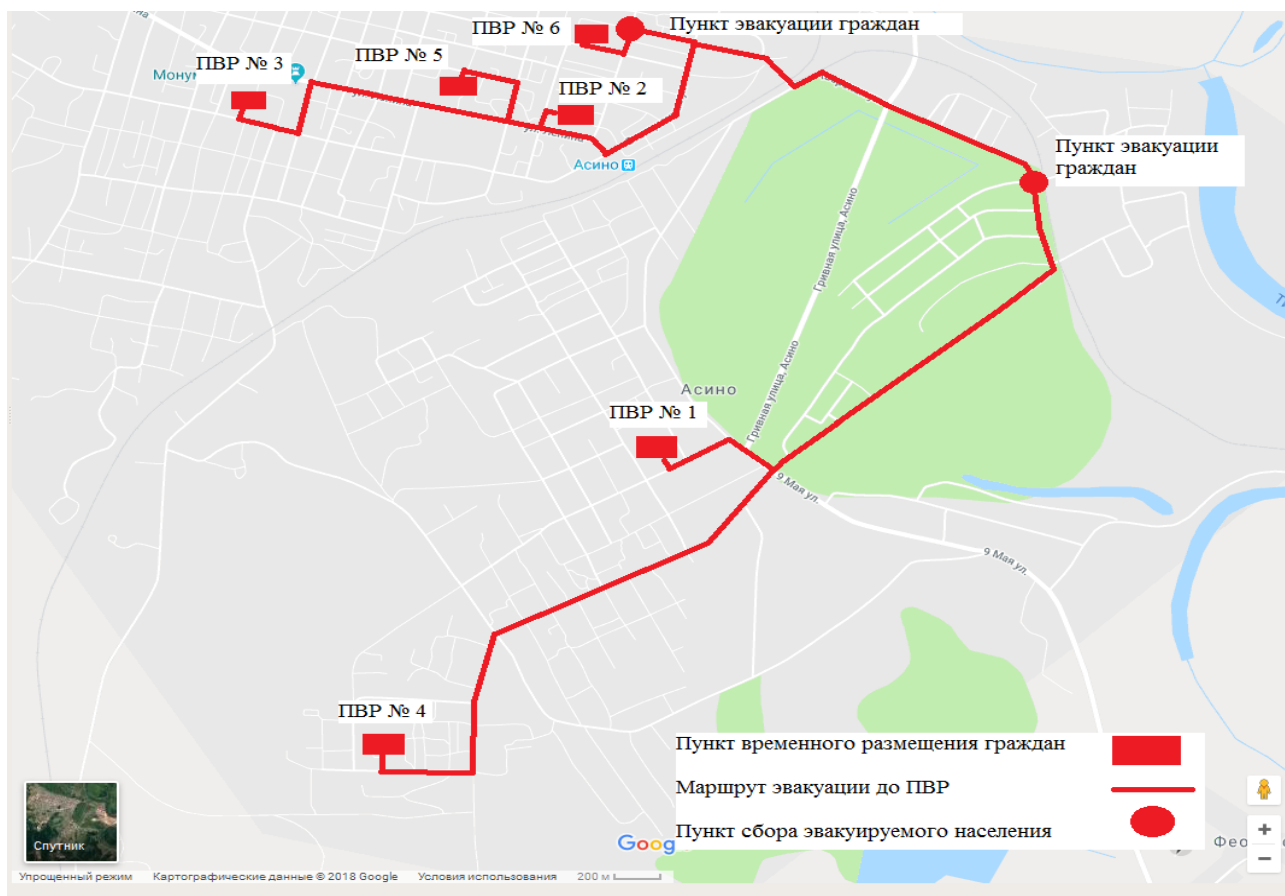 ПВР № 6
Пункт эвакуации граждан
ПВР № 5
ПВР № 3
ПВР № 2
Асино
Пункт эвакуации
граждан
Гривная улица, Асино
Асино
ПВР № 1
Гривная улица, Асино
9 Мая ул.
9 Мая ул.
ПВР № 4
Пункт временного размещения граждан
Маршрут эвакуации до ПВР
Пункт сбора эвакуируемого населения
Спутник
Goog
Упрощенный режим
Картографические данные © 2018 Google
Условия использования
200 м